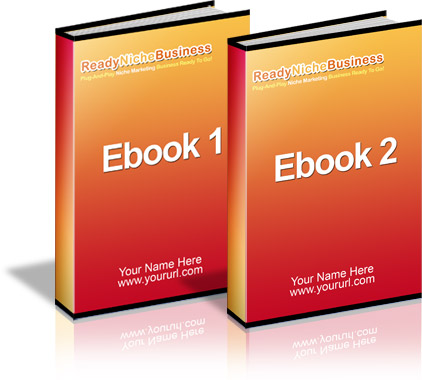 ReadyNicheBusiness
Plug-And-Play Niche Marketing Business Ready To Go!
Ebook 1
Your Name Here
www.yoururl.com
ReadyNicheBusiness
Plug-And-Play Niche Marketing Business Ready To Go!
Ebook 2
Your Name Here
www.yoururl.com